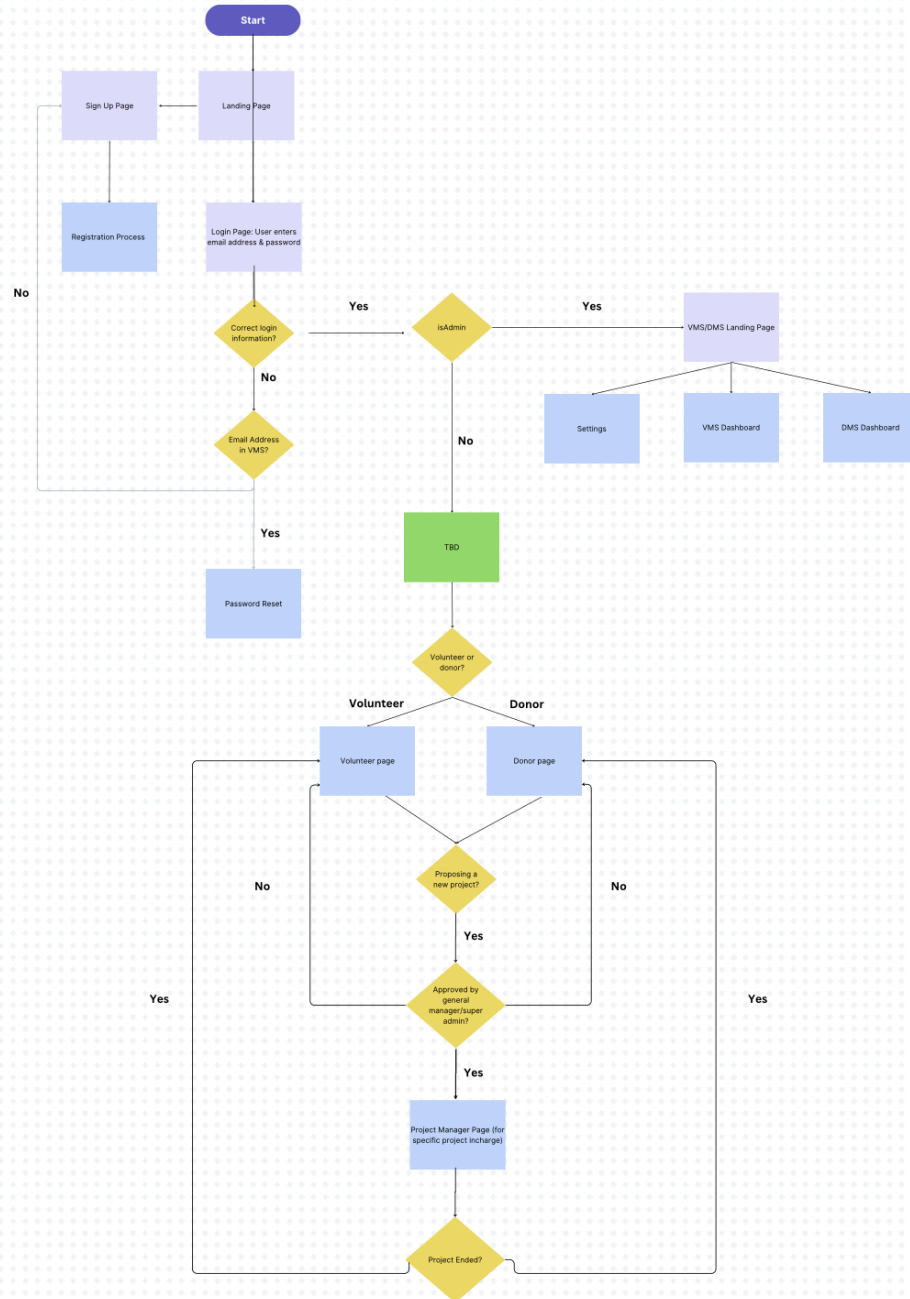 Start
Sign Up Page
Landing Page
Registration Process
Login Page: User enters
email address & password
No
Yes
Yes
Correct login
information?
isAdmin
VMS/DMS Landing Page
No
Settings
VMS Dashboard
DMS Dashboard
Email Address
in VMS?
No
Yes
TBD
Password Reset
Volunteer or
donor?
Volunteer
Donor
Volunteer page
Donor page
Proposing a
new project?
No
No
Yes
Approved by
general
manager/super
admin?
Yes
Yes
Yes
Project Manager Page (for
specific project incharge)
Project Ended?